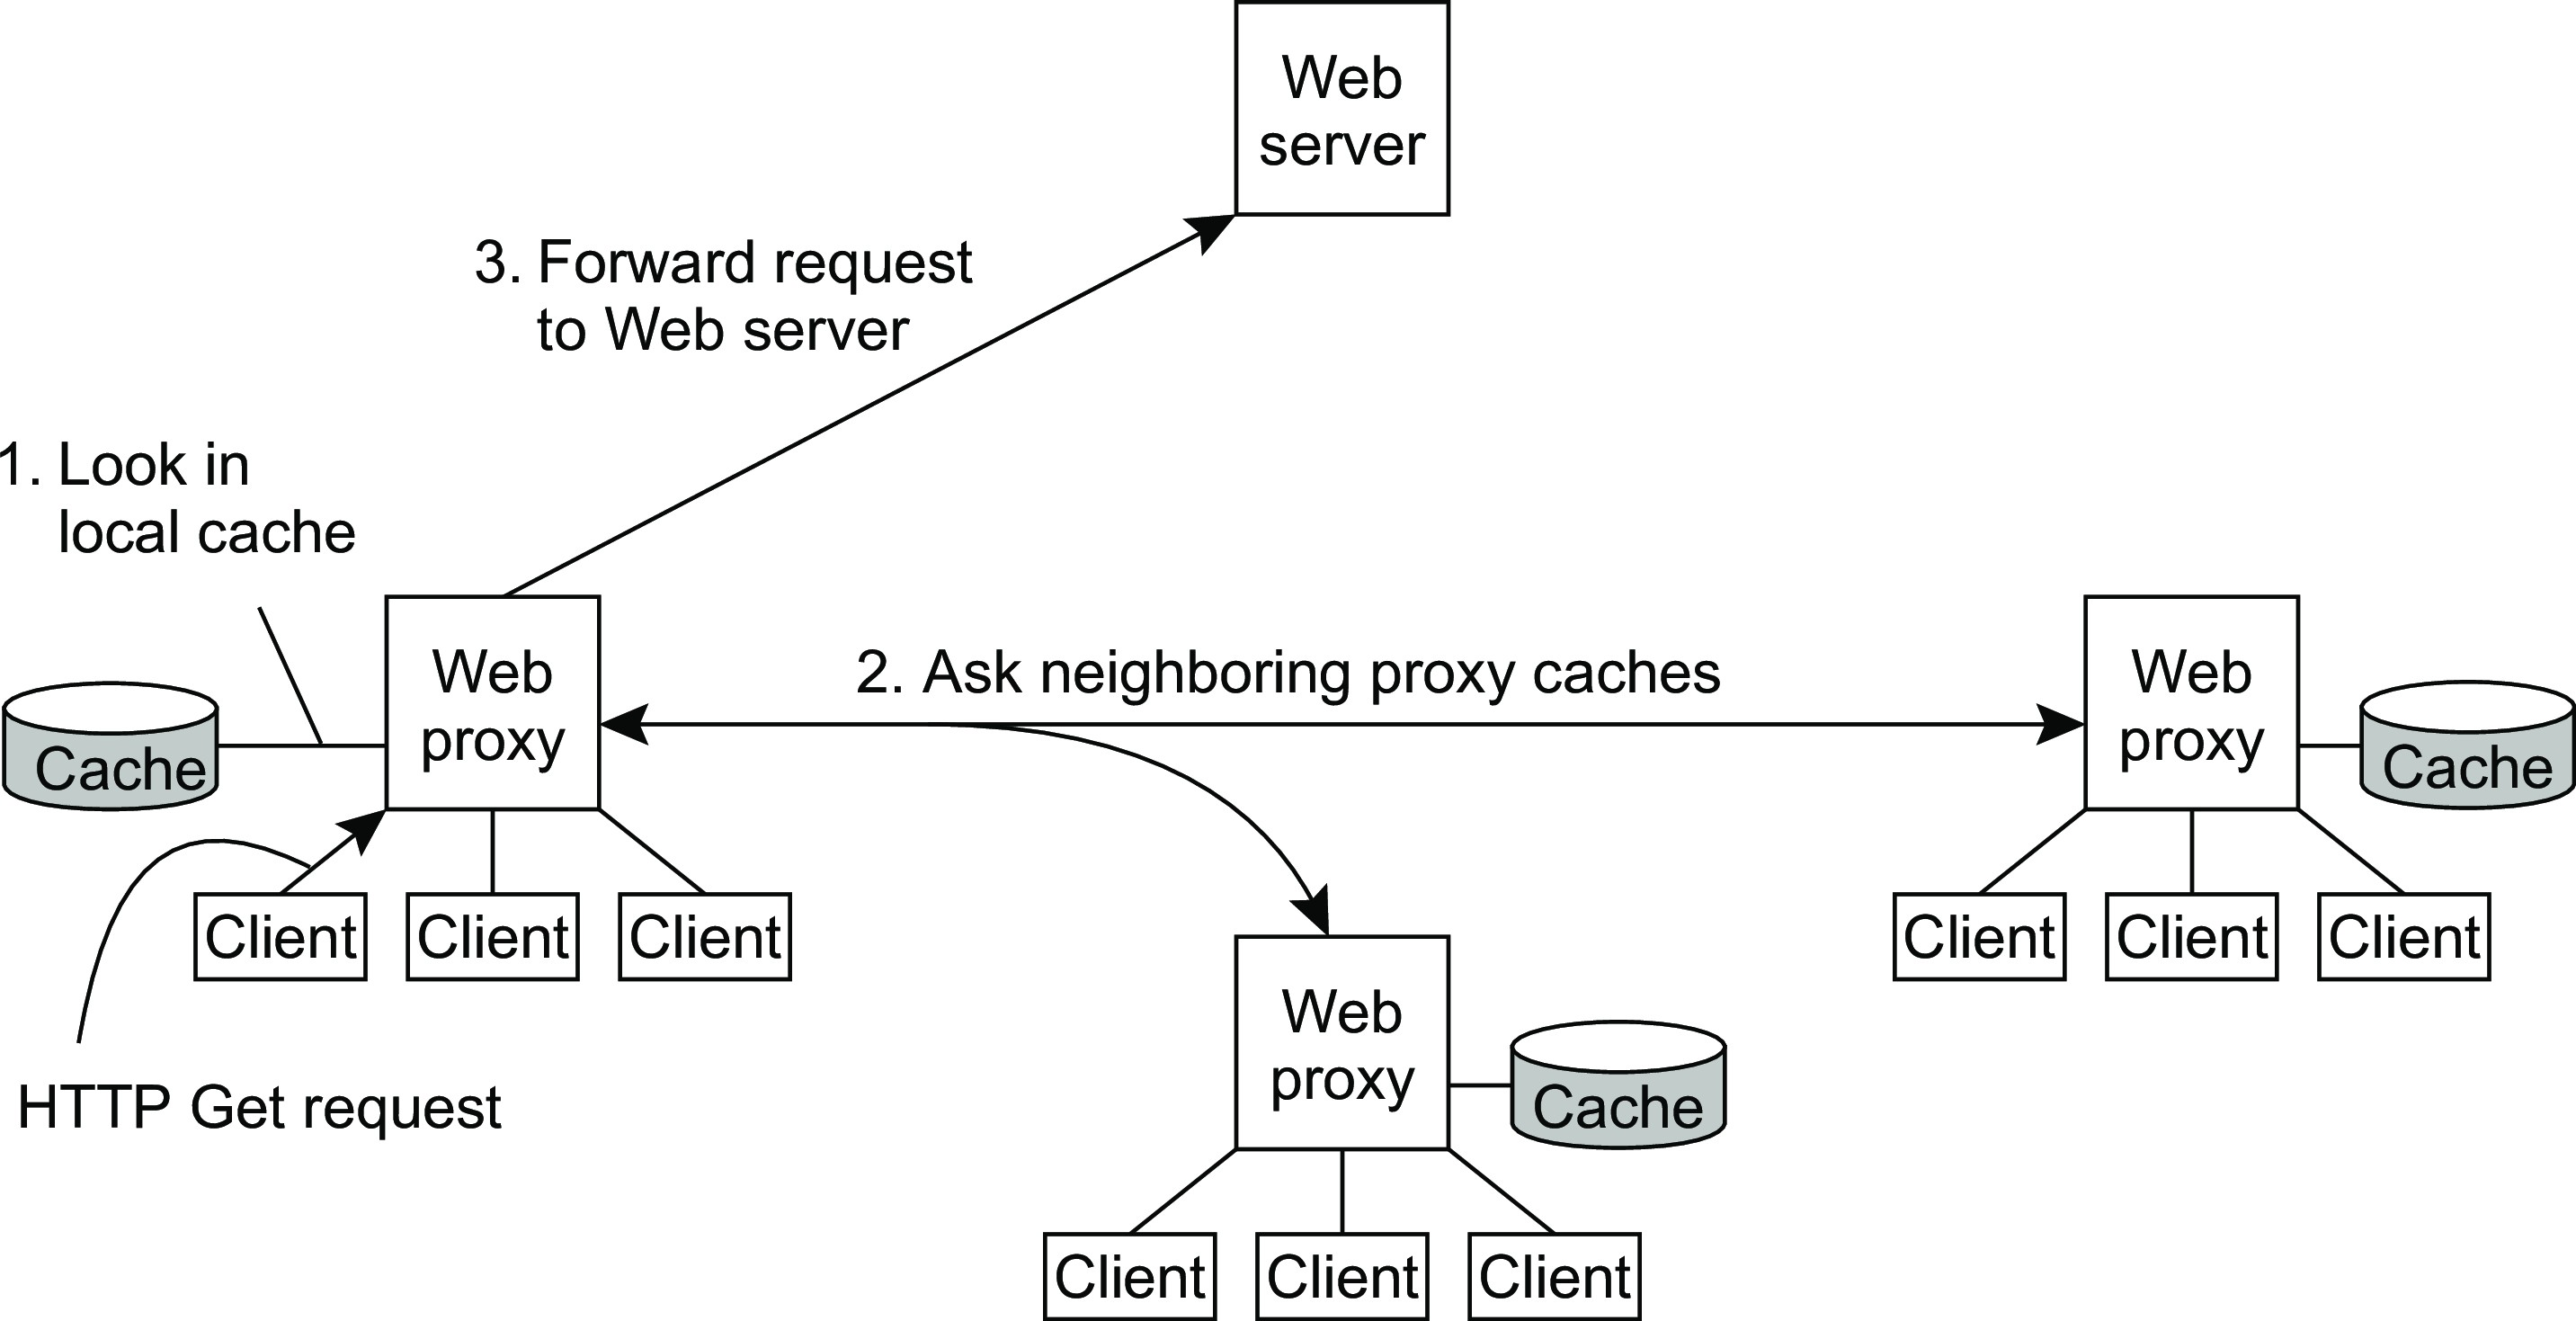 Web
server
3. Forward request
to Web server
1. Look in
local cache
Web
proxy
2. Ask neighboring proxy caches
Web
proxy
Cache
Cache
Client
Client
Client
Client
Client
Client
HTTP Get request
Web
proxy
Cache
Client
Client
Client